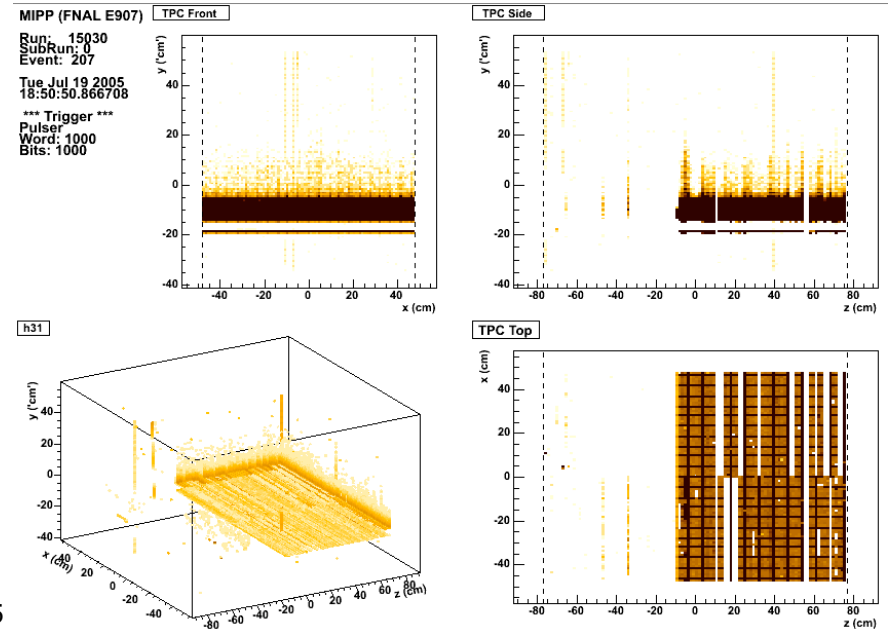 MIPP (FNAL E907)
Run: 15030
SubRun: 0
Event: 207
Tue Jul 19 2005
18:50:50.866708
*** Trigger ***
Pulser
Word: 1000
Bits: 1000
TPC Front
y ('cm')
40
20
0
-20
-40
-40 -20 0 20 40
x (cm)
TPC Side
y ('cm')
40
20
0
-20
-40
-80 -60 -40 -20 0 20 40 60 80
z (cm)
h31
y ('cm')
40
20
0
-20
-40
x (cm)
40 20 0 -20 -40
-80 -60 -40 -20 0 20 40 60 80
z (cm)
TPC Top
x (cm)
40
20
0
-20
-40
-80 -60 -40 -20 0 20 40 60 80
z (cm)